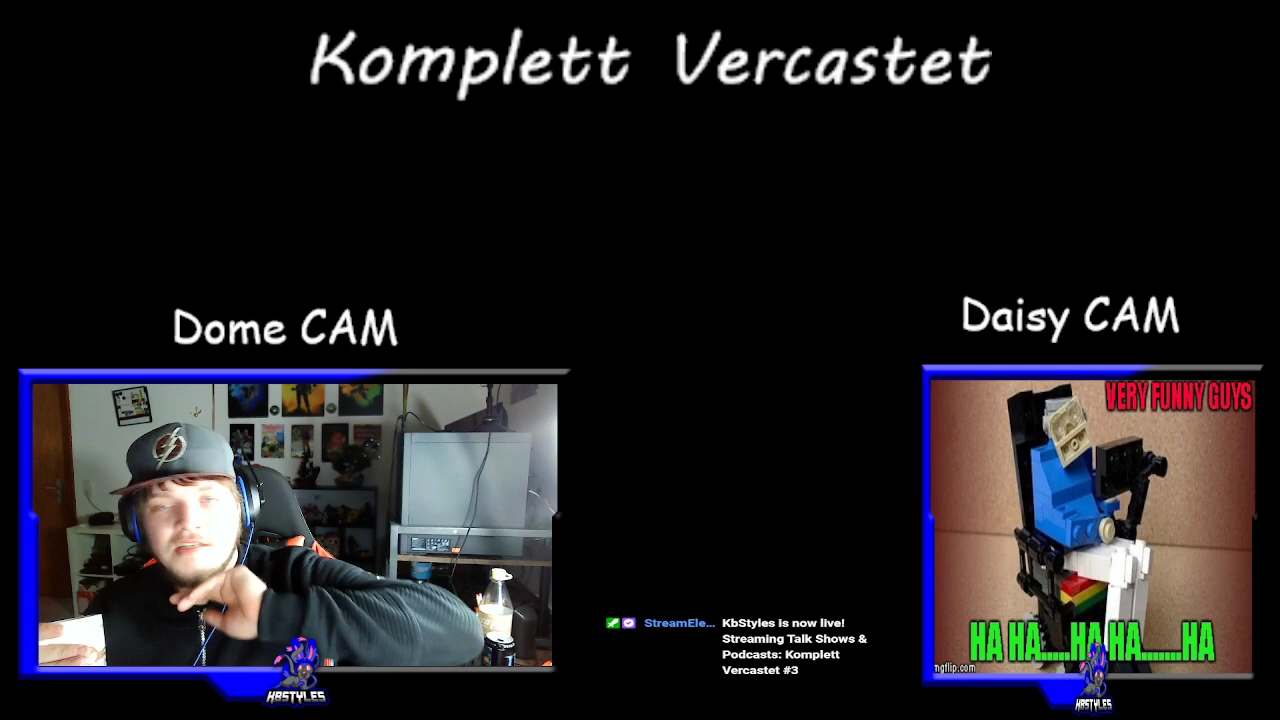 Komplett Vercastet
Dome CAM
Daisy CAM
VERY FUNNY GUYS
StreamEle... KbStyles is now live!
Streaming Talk Shows &
Podcasts: Komplett
Vercastet #3
HA HA.....HA HA.......HA
mgflip.com
KBSTYLES
KBSTYLES